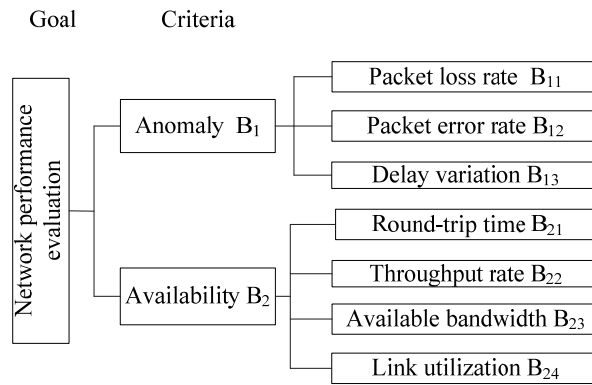 Goal
Criteria
Network performance
evaluation
Anomaly B₁
Packet loss rate B₁₁
Packet error rate B₁₂
Delay variation B₁₃
Availability B₂
Round-trip time B₂₁
Throughput rate B₂₂
Available bandwidth B₂₃
Link utilization B₂₄